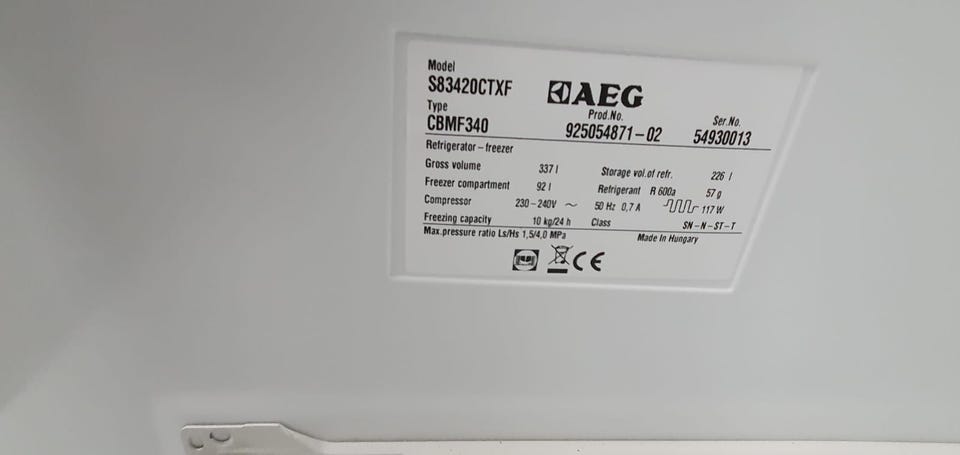 Model
S83420CTXF
AEG
Type
Prod.No.
Ser.No.
CBMF340
925054871-02
54930013
Refrigerator-freezer
Gross volume 337 l
Storage vol.of refr. 226 l
Freezer compartment 92 l
Refrigerant R 600a 57 g
Compressor 230-240V ~ 50 Hz 0,7 A 117 W
Freezing capacity 10 kg/24 h
Class SN-N-ST-T
Max.pressure ratio Ls/Hs 1,5/4,0 MPa
Made in Hungary
CE